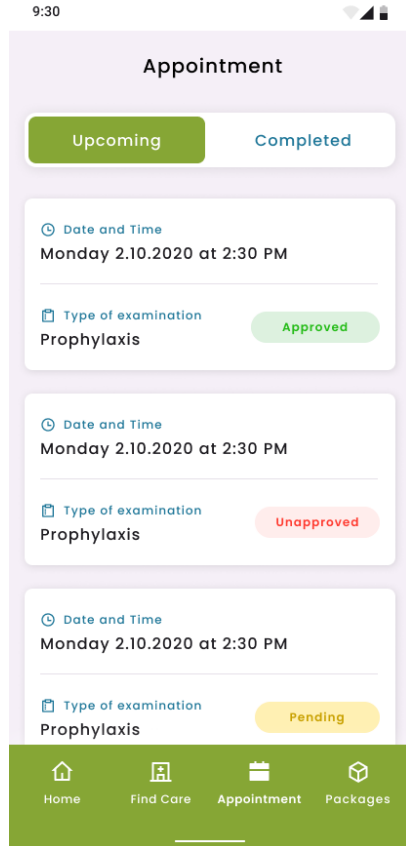 9:30
Appointment
Upcoming Completed
Date and Time
Monday 2.10.2020 at 2:30 PM
Type of examination
Prophylaxis
Approved
Date and Time
Monday 2.10.2020 at 2:30 PM
Type of examination
Prophylaxis
Unapproved
Date and Time
Monday 2.10.2020 at 2:30 PM
Type of examination
Prophylaxis
Pending
Home Find Care Appointment Packages